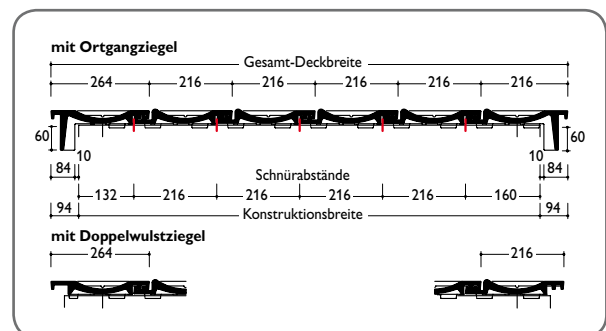 mit Ortgangziegel
Gesamt-Deckbreite
264 216 216 216 216 216
60 60
10 10
84 84
Schnürabstände
132 216 216 216 216 160
94 94
Konstruktionsbreite
mit Doppelwulstziegel
264 216